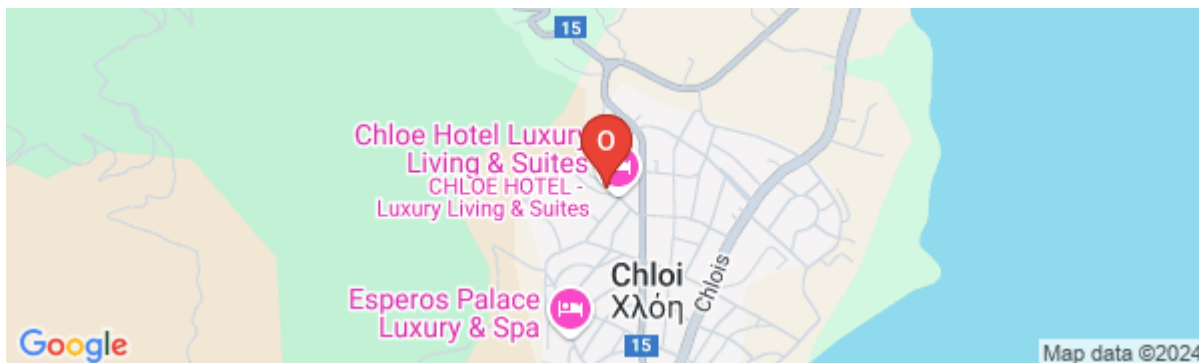 15
Chloe Hotel Luxury
Living & Suites
CHLOE HOTEL -
Luxury Living & Suites
O
Chloi
Χλόη
Chlois
Esperos Palace
Luxury & Spa
15
Google
Map data ©2024